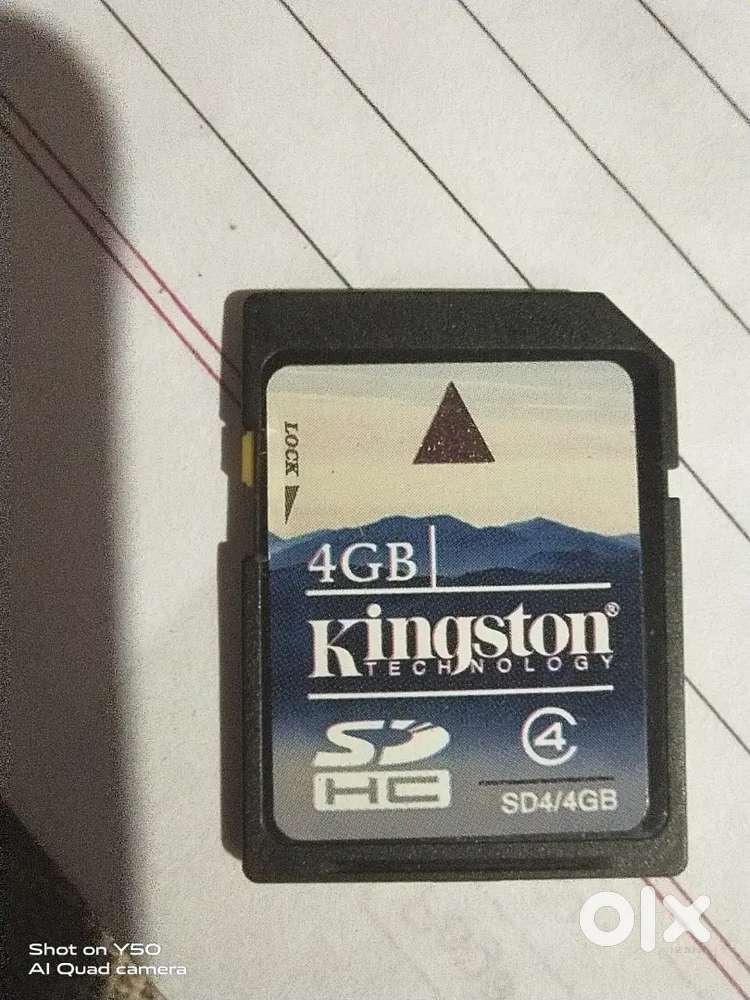 LOCK
4GB
Kingston®
TECHNOLOGY
SD
HC
4
SD4/4GB
olx
Shot on Y50
AI Quad camera